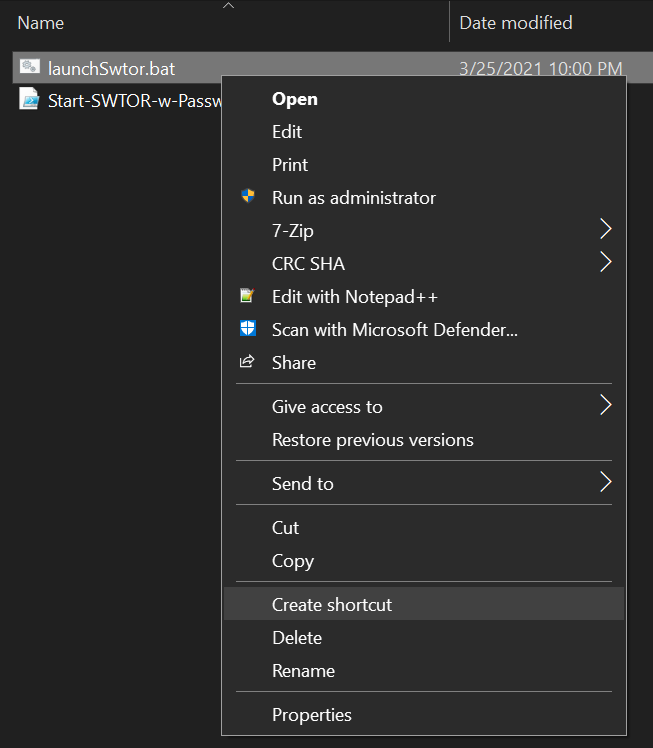 Name
Date modified
launchSwtor.bat
3/25/2021 10:00 PM
Start-SWTOR-w-Passw
Open
Edit
Print
Run as administrator
7-Zip
CRC SHA
Edit with Notepad++
Scan with Microsoft Defender...
Share
Give access to
Restore previous versions
Send to
Cut
Copy
Create shortcut
Delete
Rename
Properties